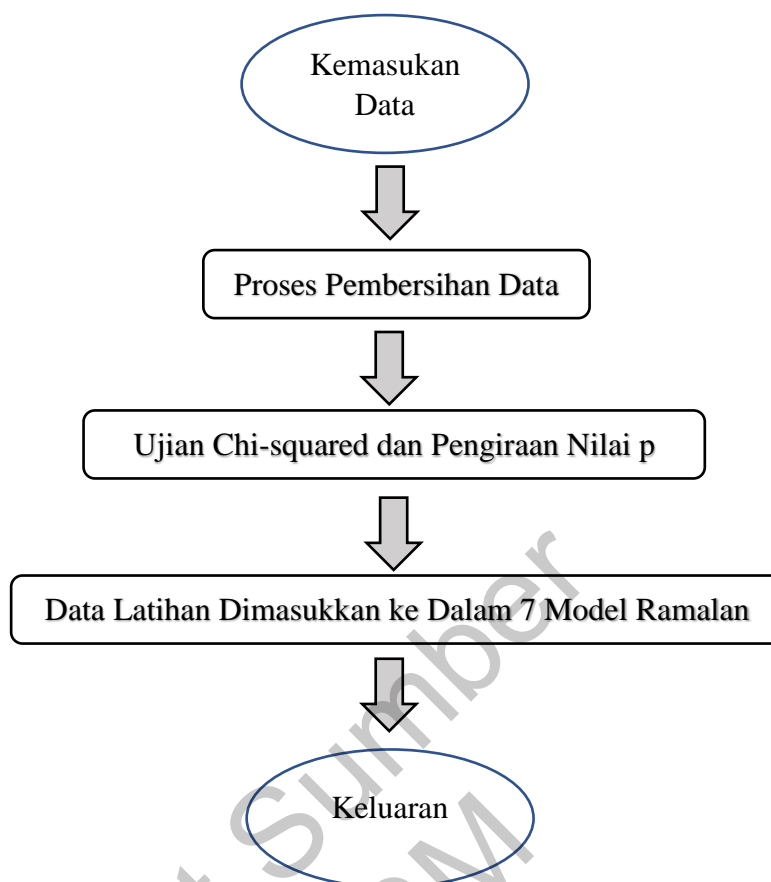 Kemasukan
Data
Proses Pembersihan Data
Ujian Chi-squared dan Pengiraan Nilai p
Data Latihan Dimasukkan ke Dalam 7 Model Ramalan
Keluaran
Sumber